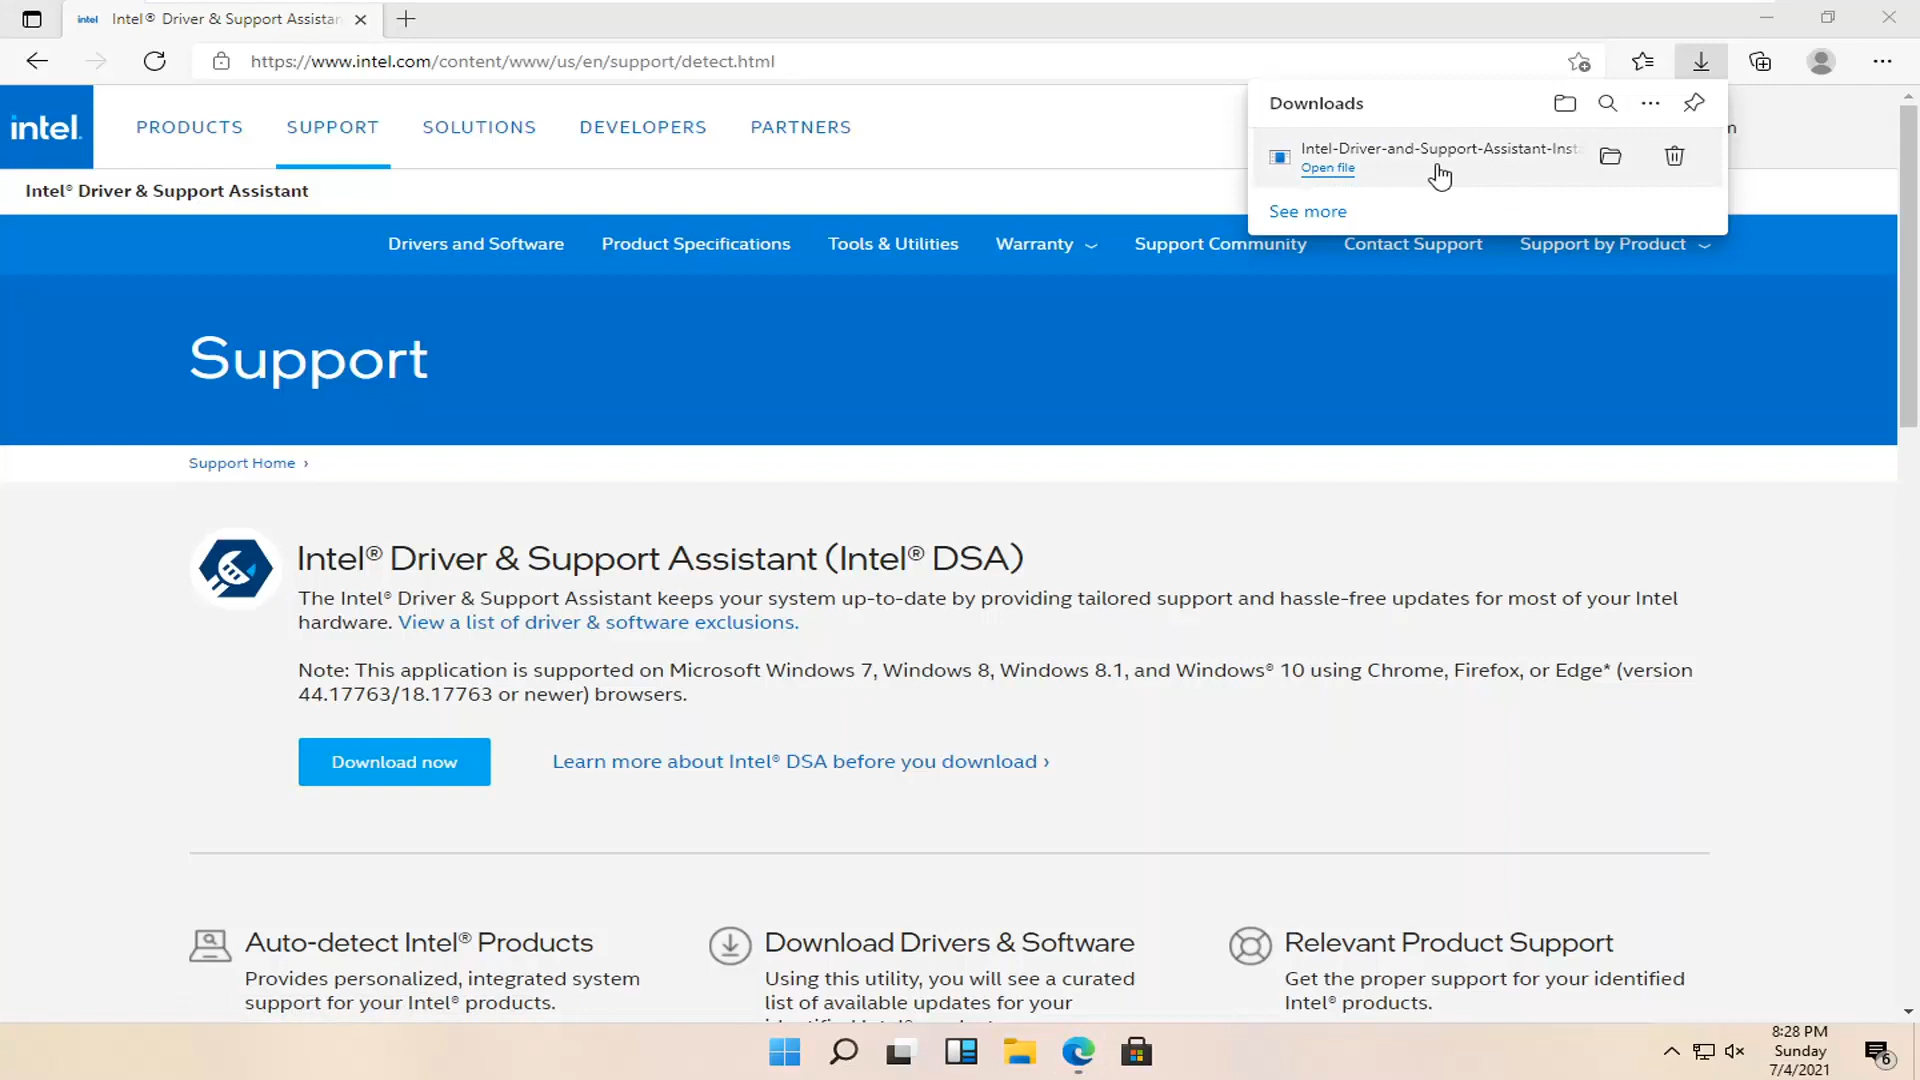 intel Intel® Driver & Support Assistan
https://www.intel.com/content/www/us/en/support/detect.html
Downloads
intel.
PRODUCTS SUPPORT SOLUTIONS DEVELOPERS PARTNERS
Intel-Driver-and-Support-Assistant-Inst
Open file
Intel® Driver & Support Assistant
See more
Drivers and Software Product Specifications Tools & Utilities Warranty Support Community Contact Support Support by Product
Support
Support Home ›
Intel® Driver & Support Assistant (Intel® DSA)
The Intel® Driver & Support Assistant keeps your system up-to-date by providing tailored support and hassle-free updates for most of your Intel
hardware. View a list of driver & software exclusions.
Note: This application is supported on Microsoft Windows 7, Windows 8, Windows 8.1, and Windows® 10 using Chrome, Firefox, or Edge* (version
44.17763/18.17763 or newer) browsers.
Download now Learn more about Intel® DSA before you download ›
Auto-detect Intel® Products
Provides personalized, integrated system
support for your Intel® products.
Download Drivers & Software
Using this utility, you will see a curated
list of available updates for your
Relevant Product Support
Get the proper support for your identified
Intel® products.
8:28 PM
Sunday
7/4/2021
6